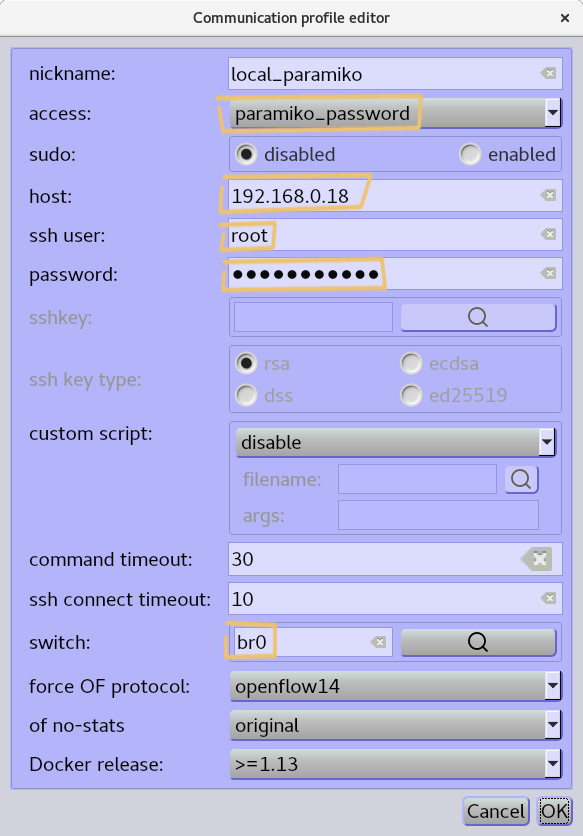 Communication profile editor
nickname: local_paramiko
access: paramiko_password
sudo: disabled enabled
host: 192.168.0.18
ssh user: root
password: ●●●●●●●●●●●
sshkey:
ssh key type: rsa ecdsa
dss ed25519
custom script: disable
filename:
args:
command timeout: 30
ssh connect timeout: 10
switch: br0
force OF protocol: openflow14
of no-stats original
Docker release: >=1.13
Cancel OK